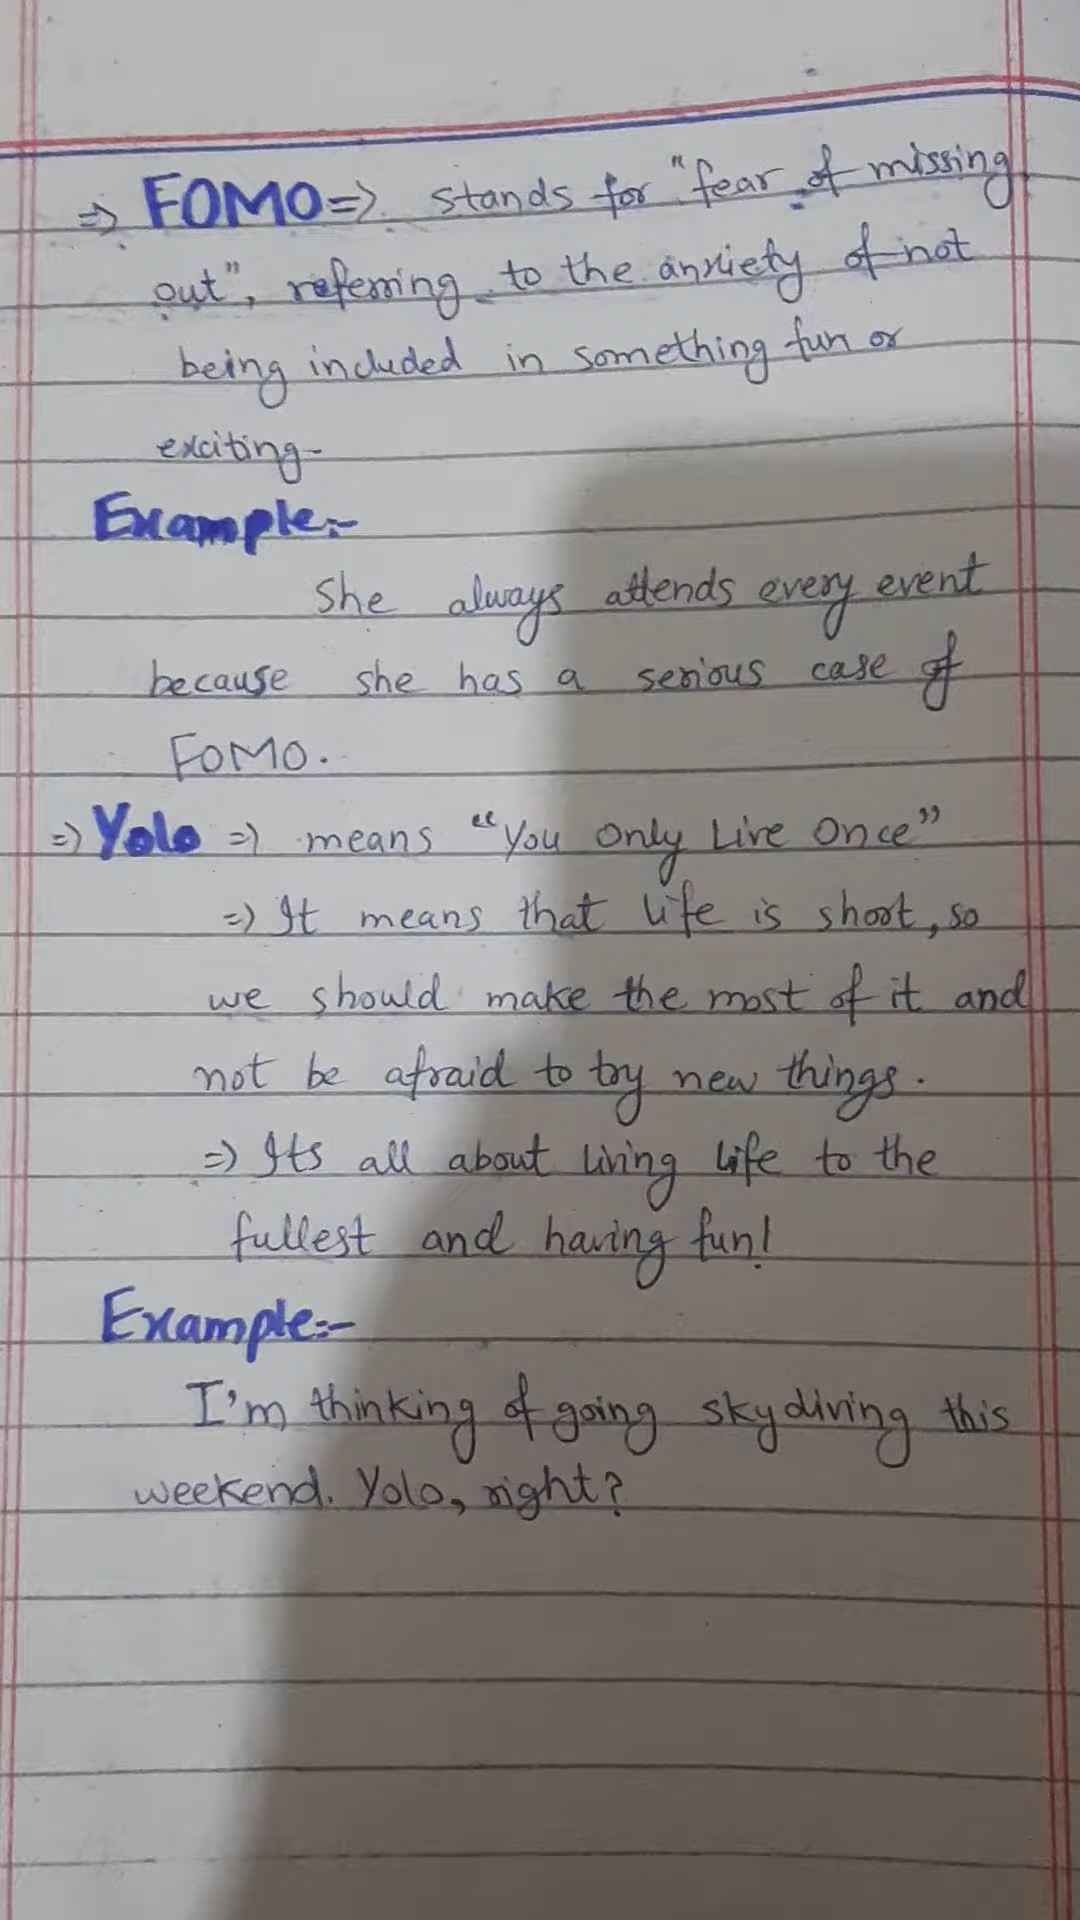 => FOMO => stands for "fear of missing
out", referring to the anxiety of not
being included in something fun or
exciting-
Example:-
She always attends every event
because she has a serious case of
FOMO.
=> Yolo => means "You Only Live Once"
=> It means that life is short, so
we should make the most of it and
not be afraid to try new things.
=> Its all about living life to the
fullest and having fun!
Example:-
I'm thinking of going skydiving this
weekend. Yolo, right?